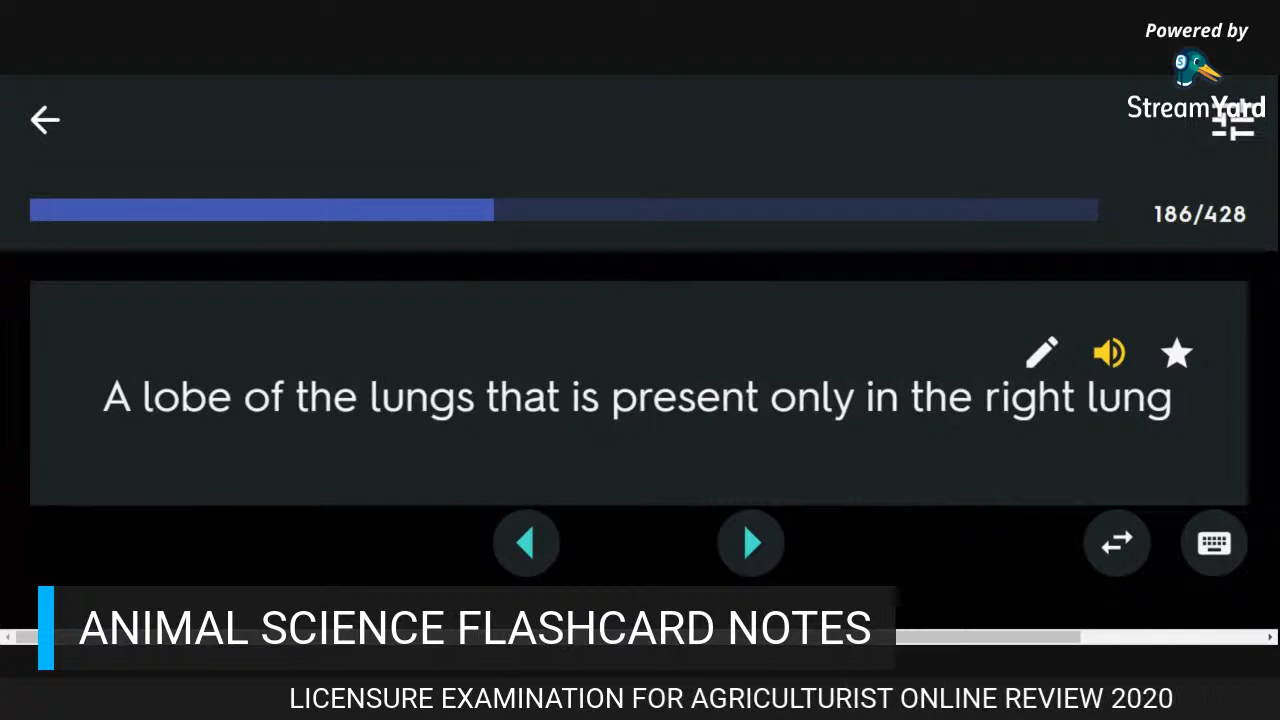 Powered by
StreamYard
186/428
A lobe of the lungs that is present only in the right lung
ANIMAL SCIENCE FLASHCARD NOTES
LICENSURE EXAMINATION FOR AGRICULTURIST ONLINE REVIEW 2020